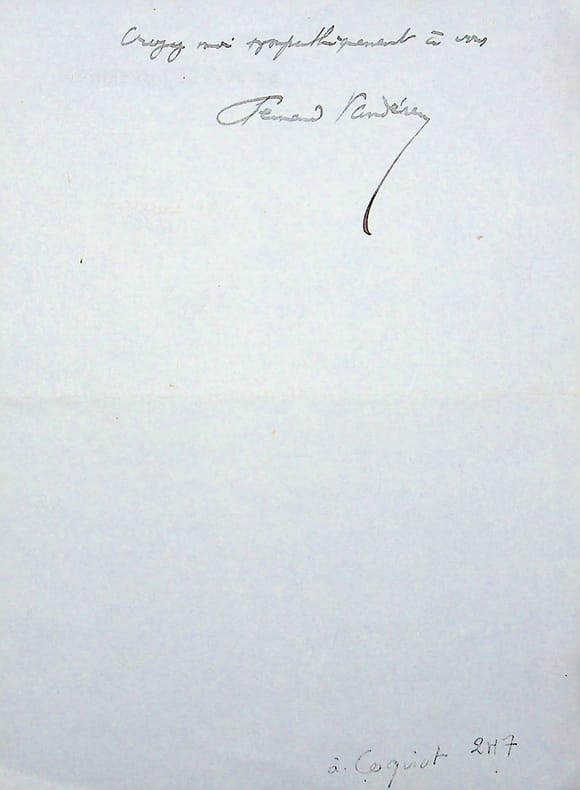 Croyez moi sympathiquement à vous
Fernand Vandérem
à. Coquiot 247